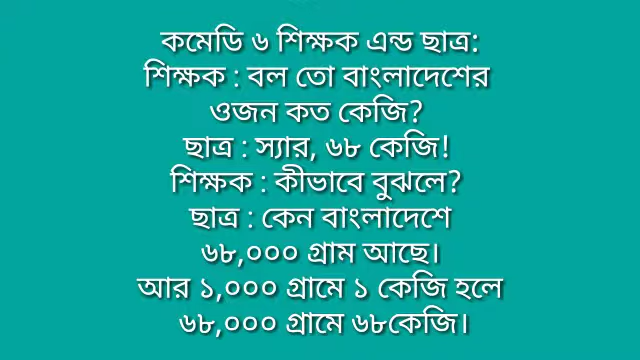 কমেডি ৬ শিক্ষক এন্ড ছাত্র:
শিক্ষক : বল তো বাংলাদেশের
ওজন কত কেজি?
ছাত্র : স্যার, ৬৮ কেজি!
শিক্ষক : কীভাবে বুঝলে?
ছাত্র : কেন বাংলাদেশে
৬৮,০০০ গ্রাম আছে।
আর ১,০০০ গ্রামে ১ কেজি হলে
৬৮,০০০ গ্রামে ৬৮কেজি।